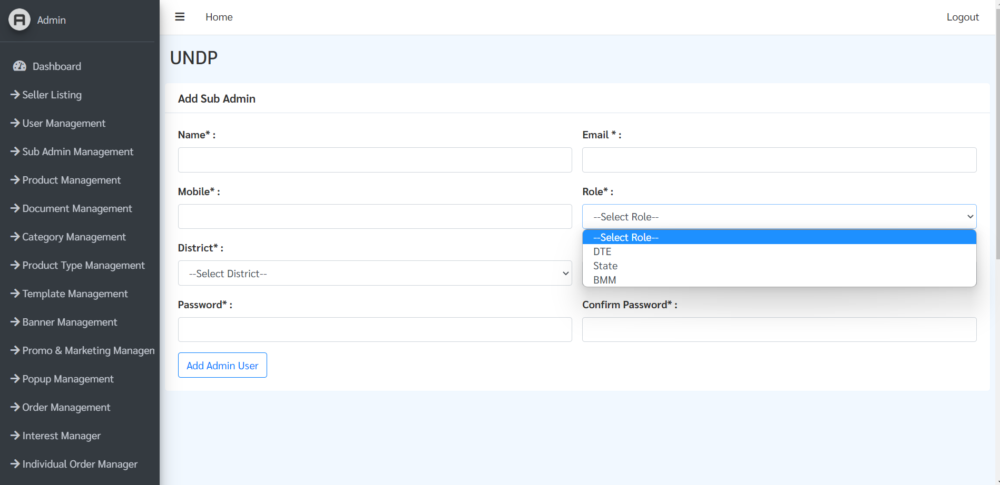 Admin
Dashboard
Seller Listing
User Management
Sub Admin Management
Product Management
Document Management
Category Management
Product Type Management
Template Management
Banner Management
Promo & Marketing Managem
Popup Management
Order Management
Interest Manager
Individual Order Manager
Home
Logout
UNDP
Add Sub Admin
Name* :
Email * :
Mobile* :
Role* :
--Select Role--
--Select Role--
DTE
State
BMM
District* :
--Select District--
Password* :
Confirm Password* :
Add Admin User